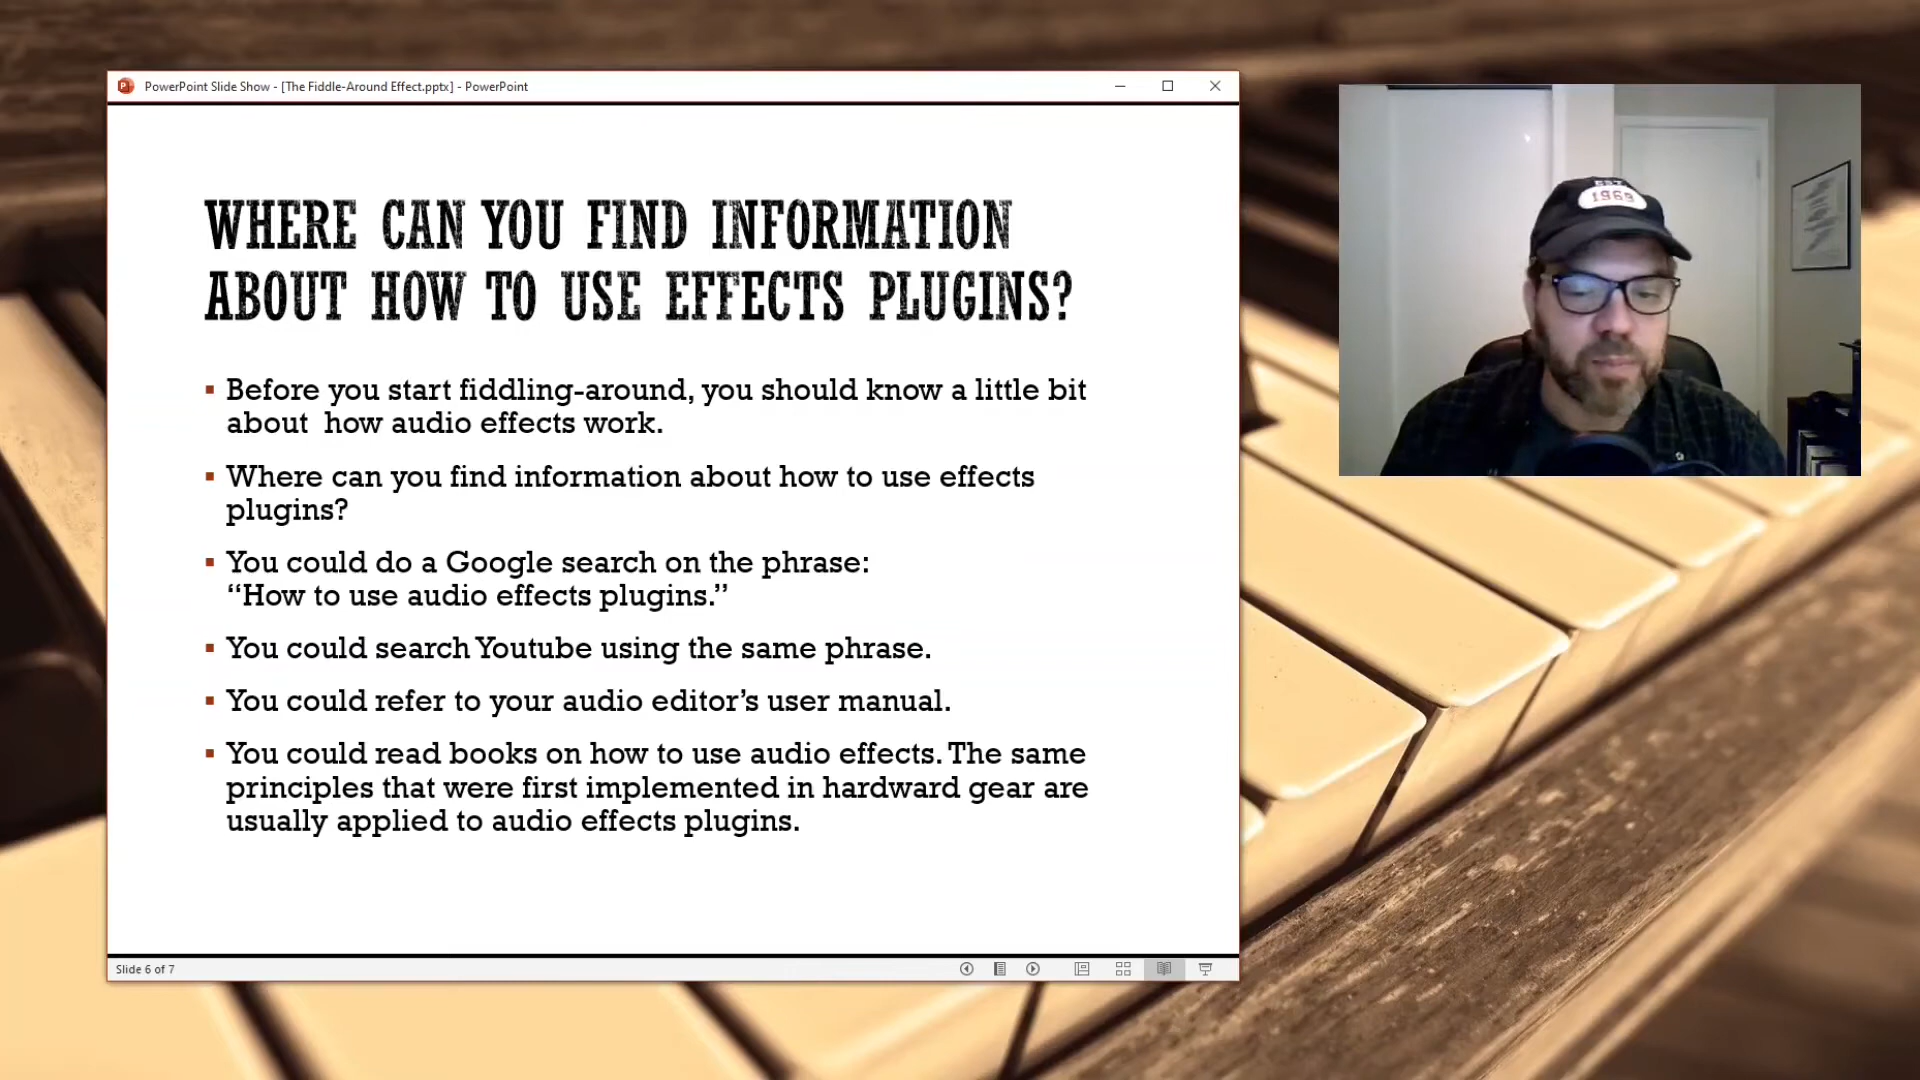 PowerPoint Slide Show - [The Fiddle-Around Effect.pptx] - PowerPoint
WHERE CAN YOU FIND INFORMATION
ABOUT HOW TO USE EFFECTS PLUGINS?
Before you start fiddling-around, you should know a little bit
about how audio effects work.
Where can you find information about how to use effects
plugins?
You could do a Google search on the phrase:
“How to use audio effects plugins.”
You could search Youtube using the same phrase.
You could refer to your audio editor’s user manual.
You could read books on how to use audio effects. The same
principles that were first implemented in hardward gear are
usually applied to audio effects plugins.
Slide 6 of 7
EST.
1969